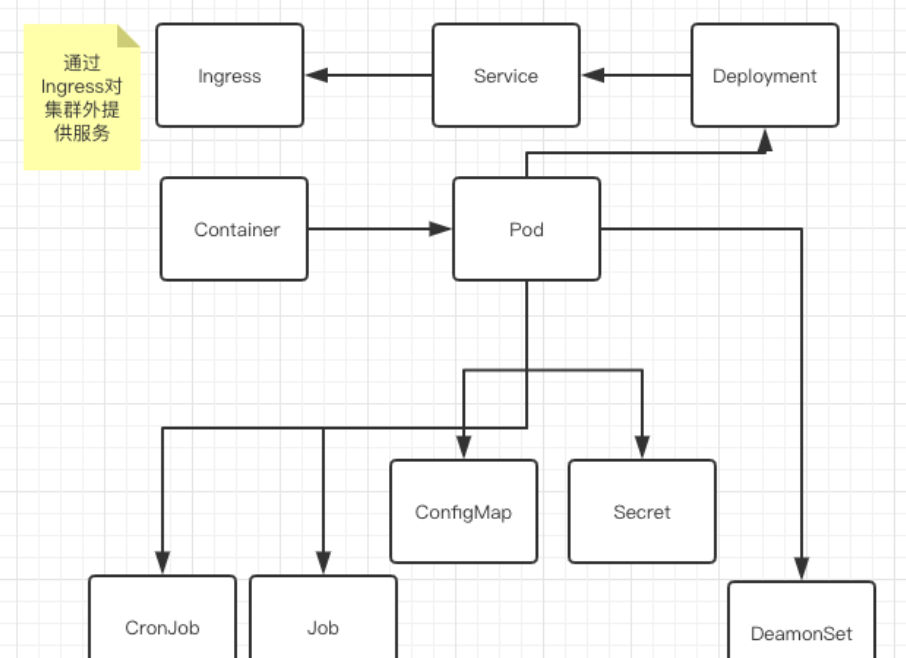 通过
Ingress对
集群外提
供服务
Ingress
Service
Deployment
Container
Pod
ConfigMap
Secret
CronJob
Job
DeamonSet